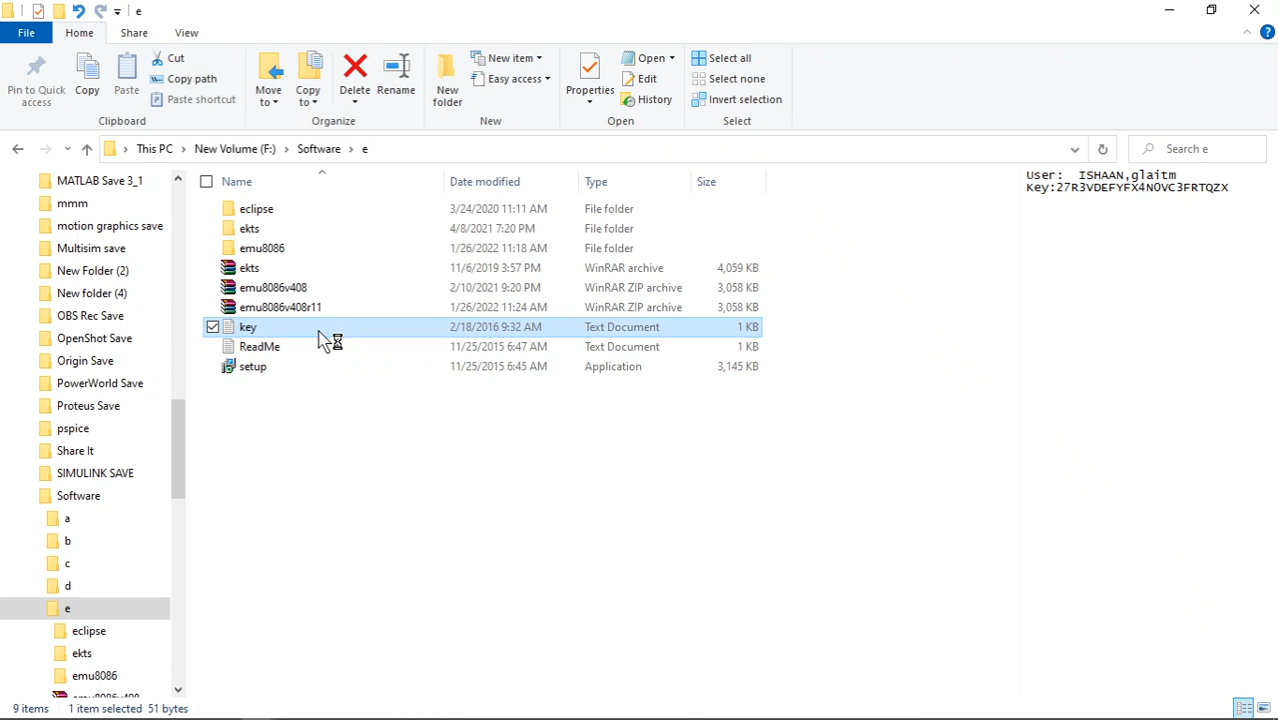 e
File
Home
Share
View
Pin to Quick access
Copy
Paste
Cut
Copy path
Paste shortcut
Clipboard
Move to
Copy to
Delete
Rename
Organize
New folder
New item
Easy access
New
Properties
Open
Edit
History
Open
Select all
Select none
Invert selection
Select
This PC > New Volume (F:) > Software > e
Search e
MATLAB Save 3_1
mmm
motion graphics save
Multisim save
New Folder (2)
New folder (4)
OBS Rec Save
OpenShot Save
Origin Save
PowerWorld Save
Proteus Save
pspice
Share It
SIMULINK SAVE
Software
a
b
c
d
e
eclipse
ekts
emu8086
emu8086v408
Name Date modified Type Size
eclipse 3/24/2020 11:11 AM File folder
ekts 4/8/2021 7:20 PM File folder
emu8086 1/26/2022 11:18 AM File folder
ekts 11/6/2019 3:57 PM WinRAR archive 4,059 KB
emu8086v408 2/10/2021 9:20 PM WinRAR ZIP archive 3,058 KB
emu8086v408r11 1/26/2022 11:24 AM WinRAR ZIP archive 3,058 KB
key 2/18/2016 9:32 AM Text Document 1 KB
ReadMe 11/25/2015 6:47 AM Text Document 1 KB
setup 11/25/2015 6:45 AM Application 3,145 KB
User: ISHAAN,glaitm
Key:27R3VDEFYFX4N0VC3FRTQZX
9 items 1 item selected 51 bytes